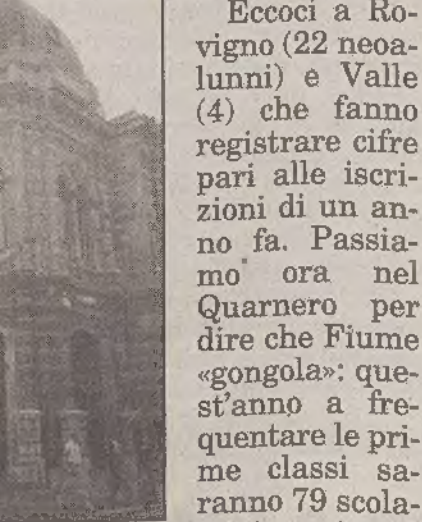 Eccoci a Ro-
vigno (22 neoa-
lunni) e Valle
(4) che fanno
registrare cifre
pari alle iscri-
zioni di un an-
no fa. Passia-
mo ora nel
Quarnero per
dire che Fiume
«gongola»: que-
st'anno a fre-
quentare le pri-
me classi sa-
ranno 79 scola-